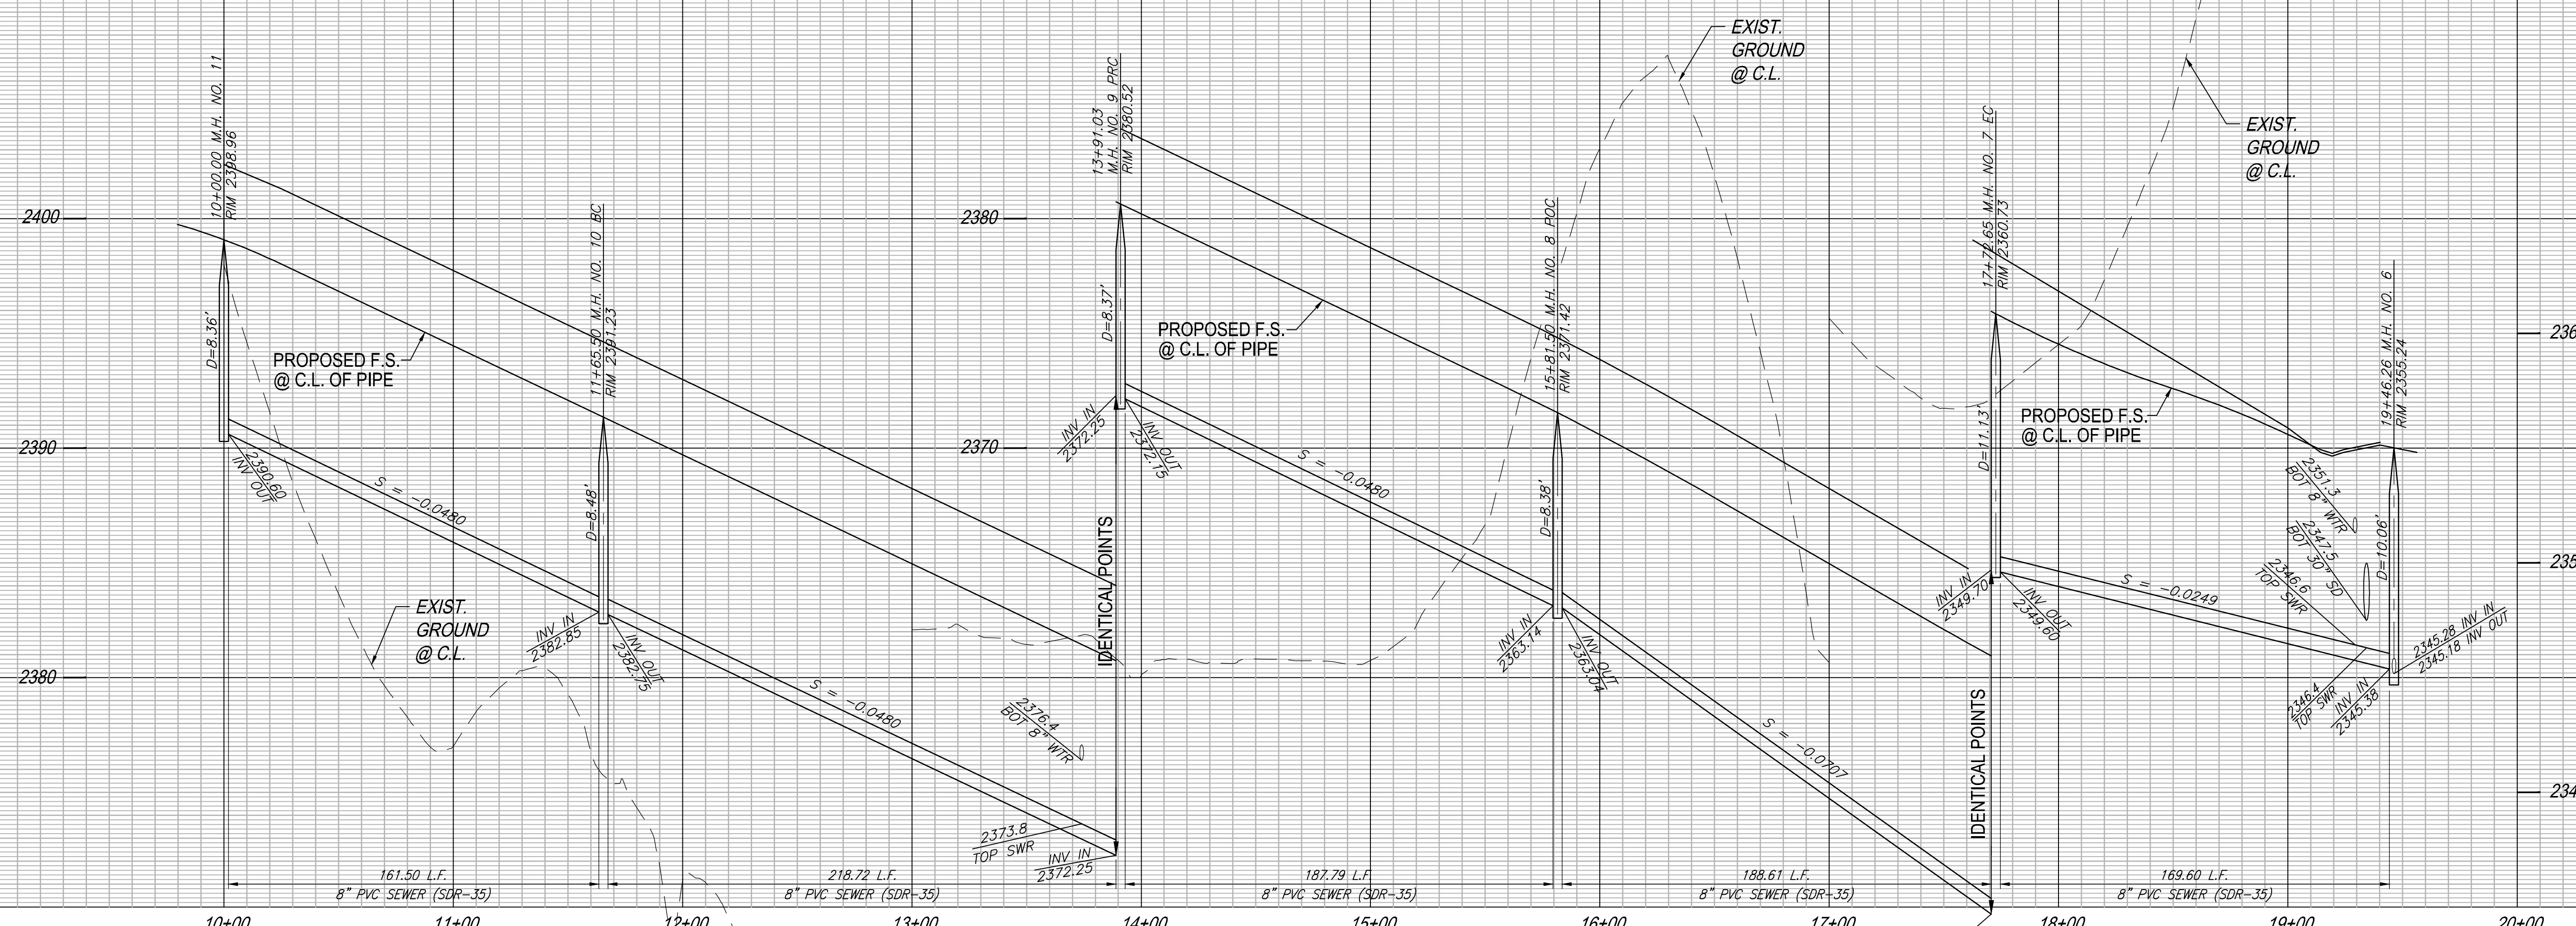 10+00.00 M.H. NO. 11
RIM 2398.96
2400
2390
2380
D=8.36'
PROPOSED F.S.
@ C.L. OF PIPE
2390.60
INV OUT
S = -0.0480
EXIST.
GROUND
@ C.L.
161.50 L.F.
8" PVC SEWER (SDR-35)
11+65.50 M.H. NO. 10 BC
RIM 2391.23
D=8.48'
INV IN
2382.85
INV OUT
2382.75
S = -0.0480
2376.4
BOT 8" WTR
2373.8
TOP SWR
INV IN
2372.25
218.72 L.F.
8" PVC SEWER (SDR-35)
2380
2370
13+91.03
M.H. NO. 9 PRC
RIM 2380.52
D=8.37'
INV IN
2372.25
INV OUT
2372.15
IDENTICAL POINTS
PROPOSED F.S.
@ C.L. OF PIPE
S = -0.0480
187.79 L.F.
8" PVC SEWER (SDR-35)
15+81.50 M.H. NO. 8 POC
RIM 2371.42
D=8.38'
INV IN
2363.14
INV OUT
2363.04
EXIST.
GROUND
@ C.L.
S = -0.0707
188.61 L.F.
8" PVC SEWER (SDR-35)
17+72.65 M.H. NO. 7 EC
RIM 2360.73
D=11.13'
INV IN
2349.70
INV OUT
2349.60
IDENTICAL POINTS
EXIST.
GROUND
@ C.L.
PROPOSED F.S.
@ C.L. OF PIPE
S = -0.0249
169.60 L.F.
8" PVC SEWER (SDR-35)
2351.3
BOT 8" WTR
2347.5
BOT 30" SD
2346.6
TOP SWR
2346.4
TOP SWR
INV IN
2345.38
19+46.26 M.H. NO. 6
RIM 2355.24
D=10.06'
2345.28 INV IN
2345.18 INV OUT
236
235
234
10+00
11+00
12+00
13+00
14+00
15+00
16+00
17+00
18+00
19+00
20+00